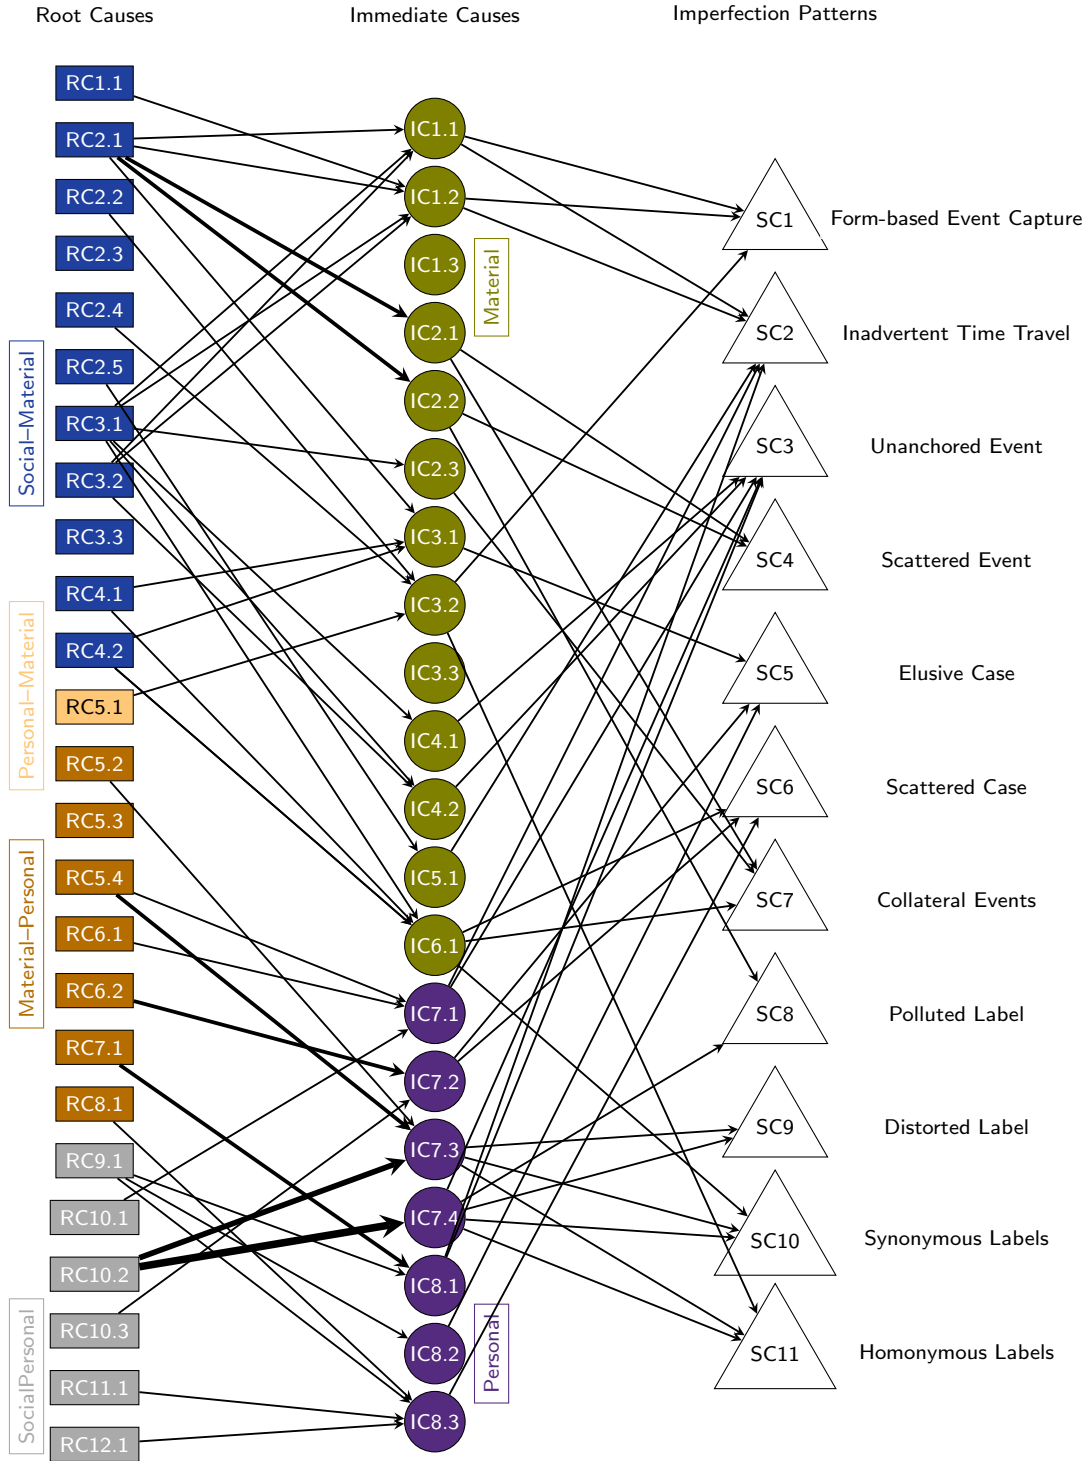 Root Causes
Immediate Causes
Imperfection Patterns
RC1.1
RC2.1
RC2.2
RC2.3
RC2.4
RC2.5
RC3.1
RC3.2
RC3.3
RC4.1
RC4.2
RC5.1
RC5.2
RC5.3
RC5.4
RC6.1
RC6.2
RC7.1
RC8.1
RC9.1
RC10.1
RC10.2
RC10.3
RC11.1
RC12.1
Social–Material
Personal–Material
Material–Personal
SocialPersonal
IC1.1
IC1.2
IC1.3
IC2.1
IC2.2
IC2.3
IC3.1
IC3.2
IC3.3
IC4.1
IC4.2
IC5.1
IC6.1
IC7.1
IC7.2
IC7.3
IC7.4
IC8.1
IC8.2
IC8.3
Material
Personal
SC1 Form-based Event Capture
SC2 Inadvertent Time Travel
SC3 Unanchored Event
SC4 Scattered Event
SC5 Elusive Case
SC6 Scattered Case
SC7 Collateral Events
SC8 Polluted Label
SC9 Distorted Label
SC10 Synonymous Labels
SC11 Homonymous Labels